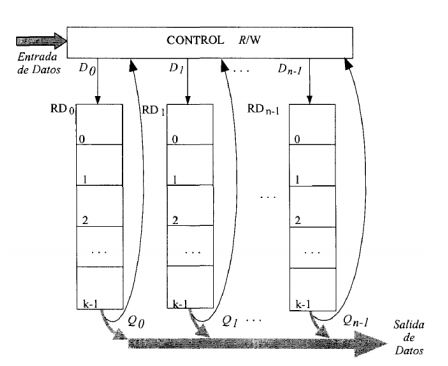 CONTROL R/W
Entrada
de Datos
D0
D1
. . .
Dn-1
RD0
RD1
RDn-1
0
0
0
1
1
1
2
2
2
. . .
. . .
. . .
. . .
k-1
k-1
k-1
Q0
Q1
. . .
Qn-1
Salida
de
Datos